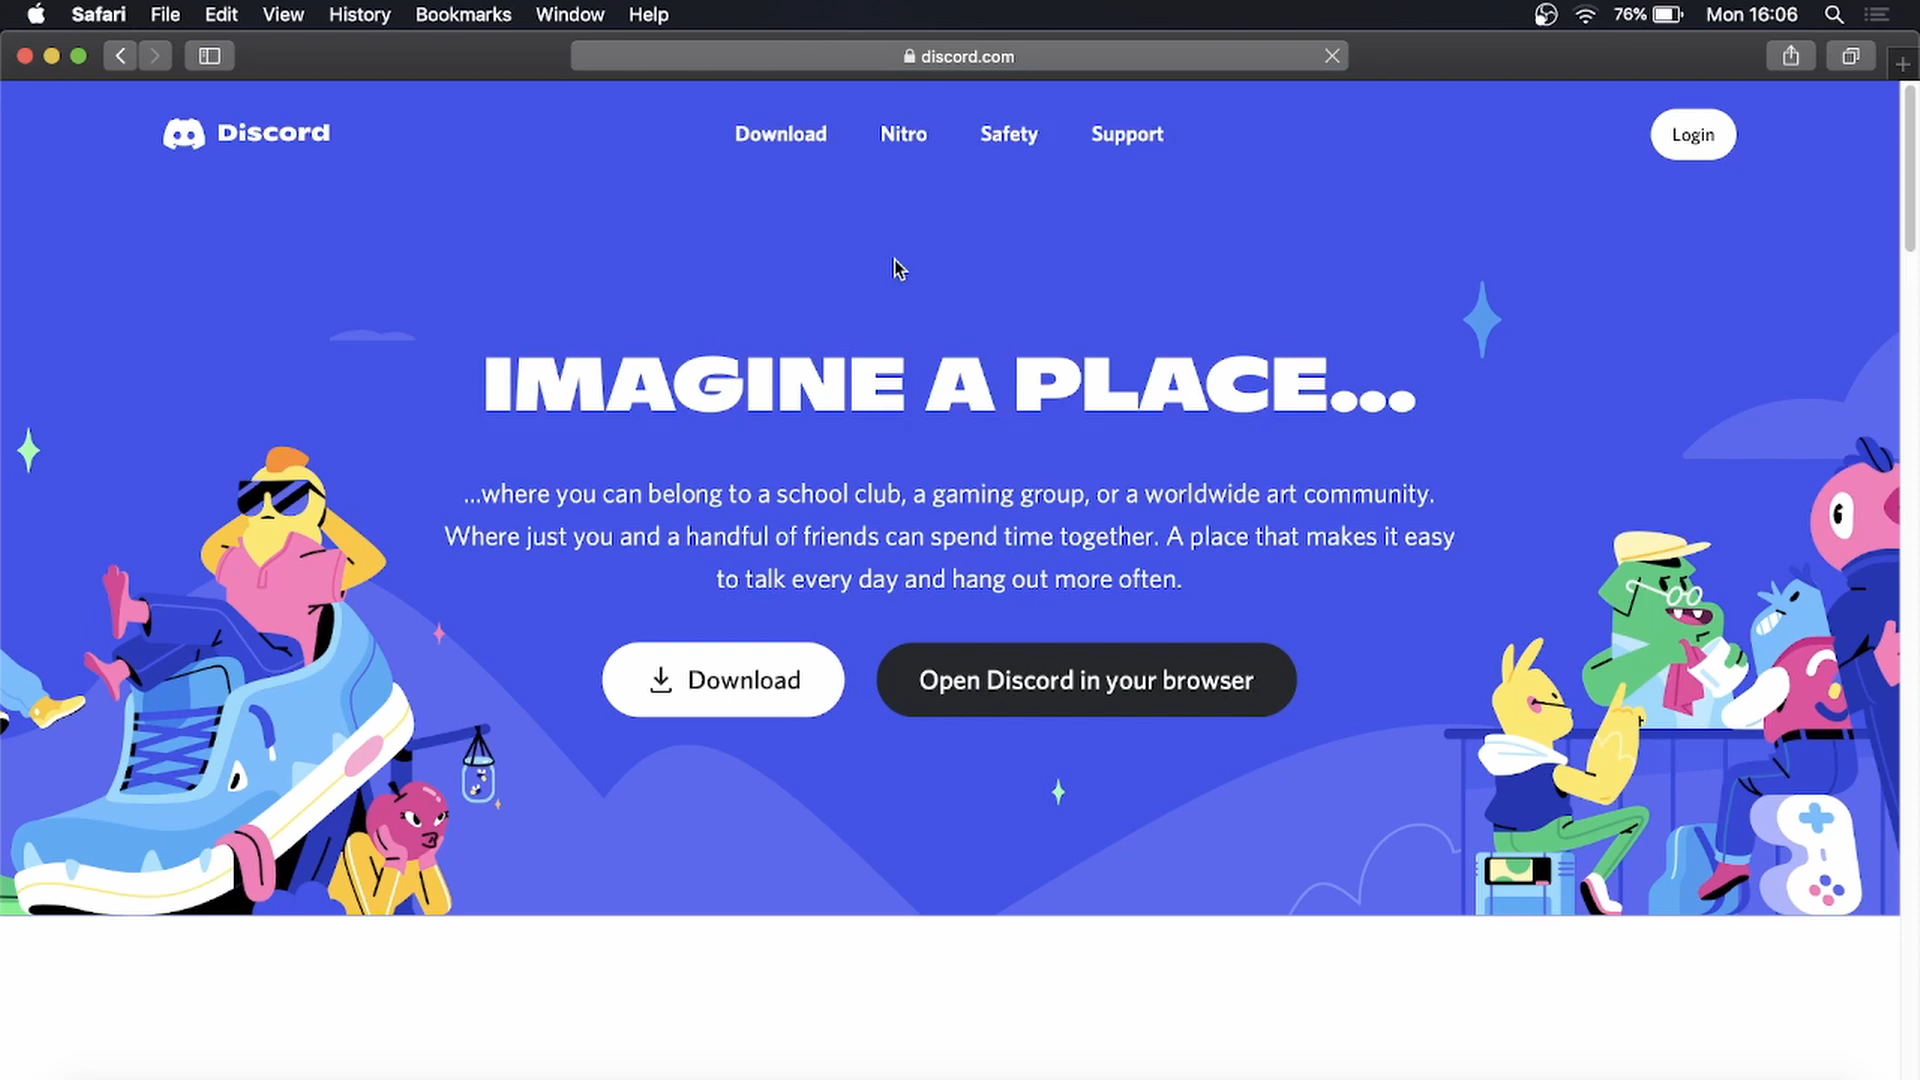 Safari File Edit View History Bookmarks Window Help 76% Mon 16:06
discord.com
Discord Download Nitro Safety Support Login
IMAGINE A PLACE...
...where you can belong to a school club, a gaming group, or a worldwide art community.
Where just you and a handful of friends can spend time together. A place that makes it easy
to talk every day and hang out more often.
Download Open Discord in your browser